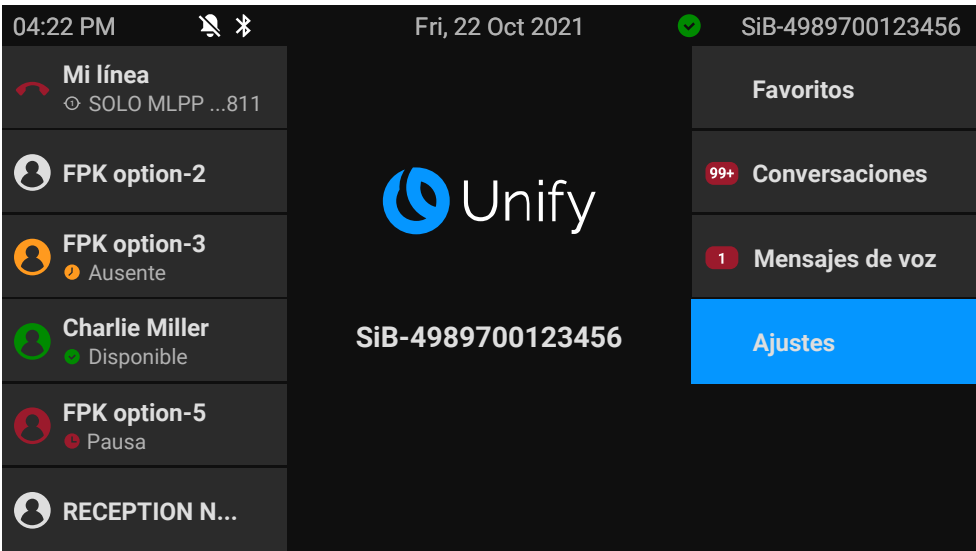 04:22 PM
Fri, 22 Oct 2021
SiB-4989700123456
Mi línea
SOLO MLPP ...811
FPK option-2
FPK option-3
Ausente
Charlie Miller
Disponible
FPK option-5
Pausa
RECEPTION N...
Unify
SiB-4989700123456
Favoritos
99+ Conversaciones
1 Mensajes de voz
Ajustes